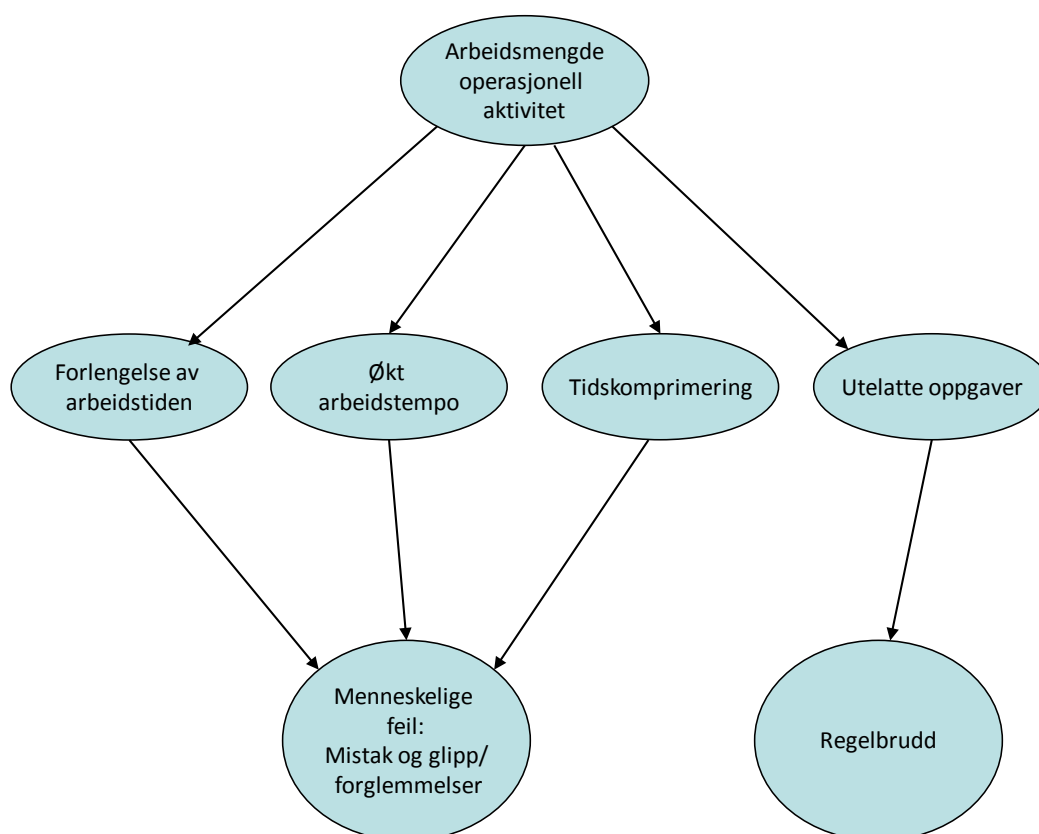 Arbeidsmengde
operasjonell
aktivitet
Forlengelse av
arbeidstiden
Økt
arbeidstempo
Tidskomprimering
Utelatte oppgaver
Menneskelige
feil:
Mistak og glipp/
forglemmelser
Regelbrudd